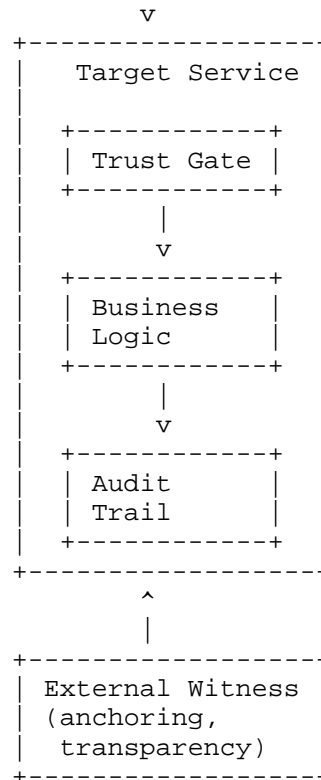 v
Target Service
Trust Gate
v
Business
Logic
v
Audit
Trail
^
External Witness
(anchoring,
transparency)